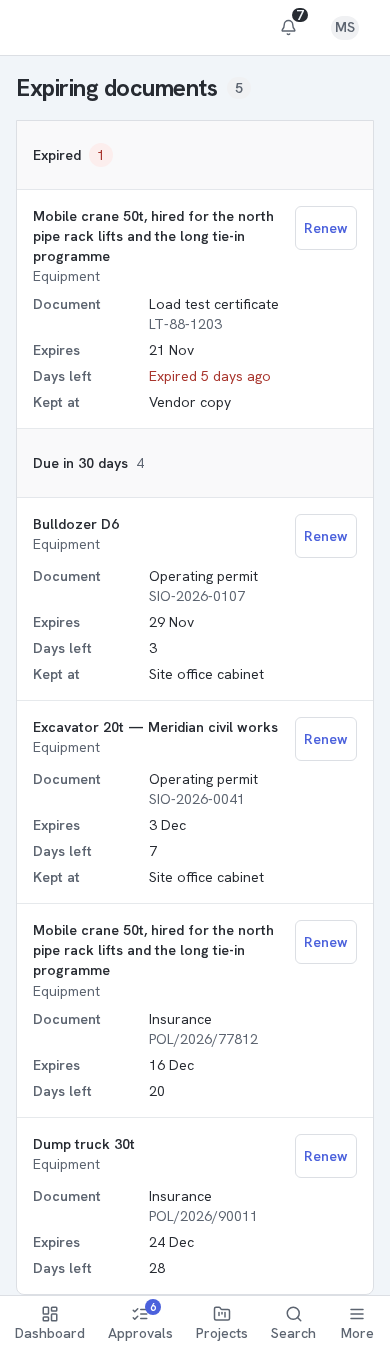 7
MS
Expiring documents 5
Expired 1
Mobile crane 50t, hired for the north
pipe rack lifts and the long tie-in
programme
Renew
Equipment
Document Load test certificate
LT-88-1203
Expires 21 Nov
Days left Expired 5 days ago
Kept at Vendor copy
Due in 30 days 4
Bulldozer D6
Renew
Equipment
Document Operating permit
SIO-2026-0107
Expires 29 Nov
Days left 3
Kept at Site office cabinet
Excavator 20t — Meridian civil works
Renew
Equipment
Document Operating permit
SIO-2026-0041
Expires 3 Dec
Days left 7
Kept at Site office cabinet
Mobile crane 50t, hired for the north
pipe rack lifts and the long tie-in
programme
Renew
Equipment
Document Insurance
POL/2026/77812
Expires 16 Dec
Days left 20
Dump truck 30t
Renew
Equipment
Document Insurance
POL/2026/90011
Expires 24 Dec
Days left 28
6
Dashboard Approvals Projects Search More